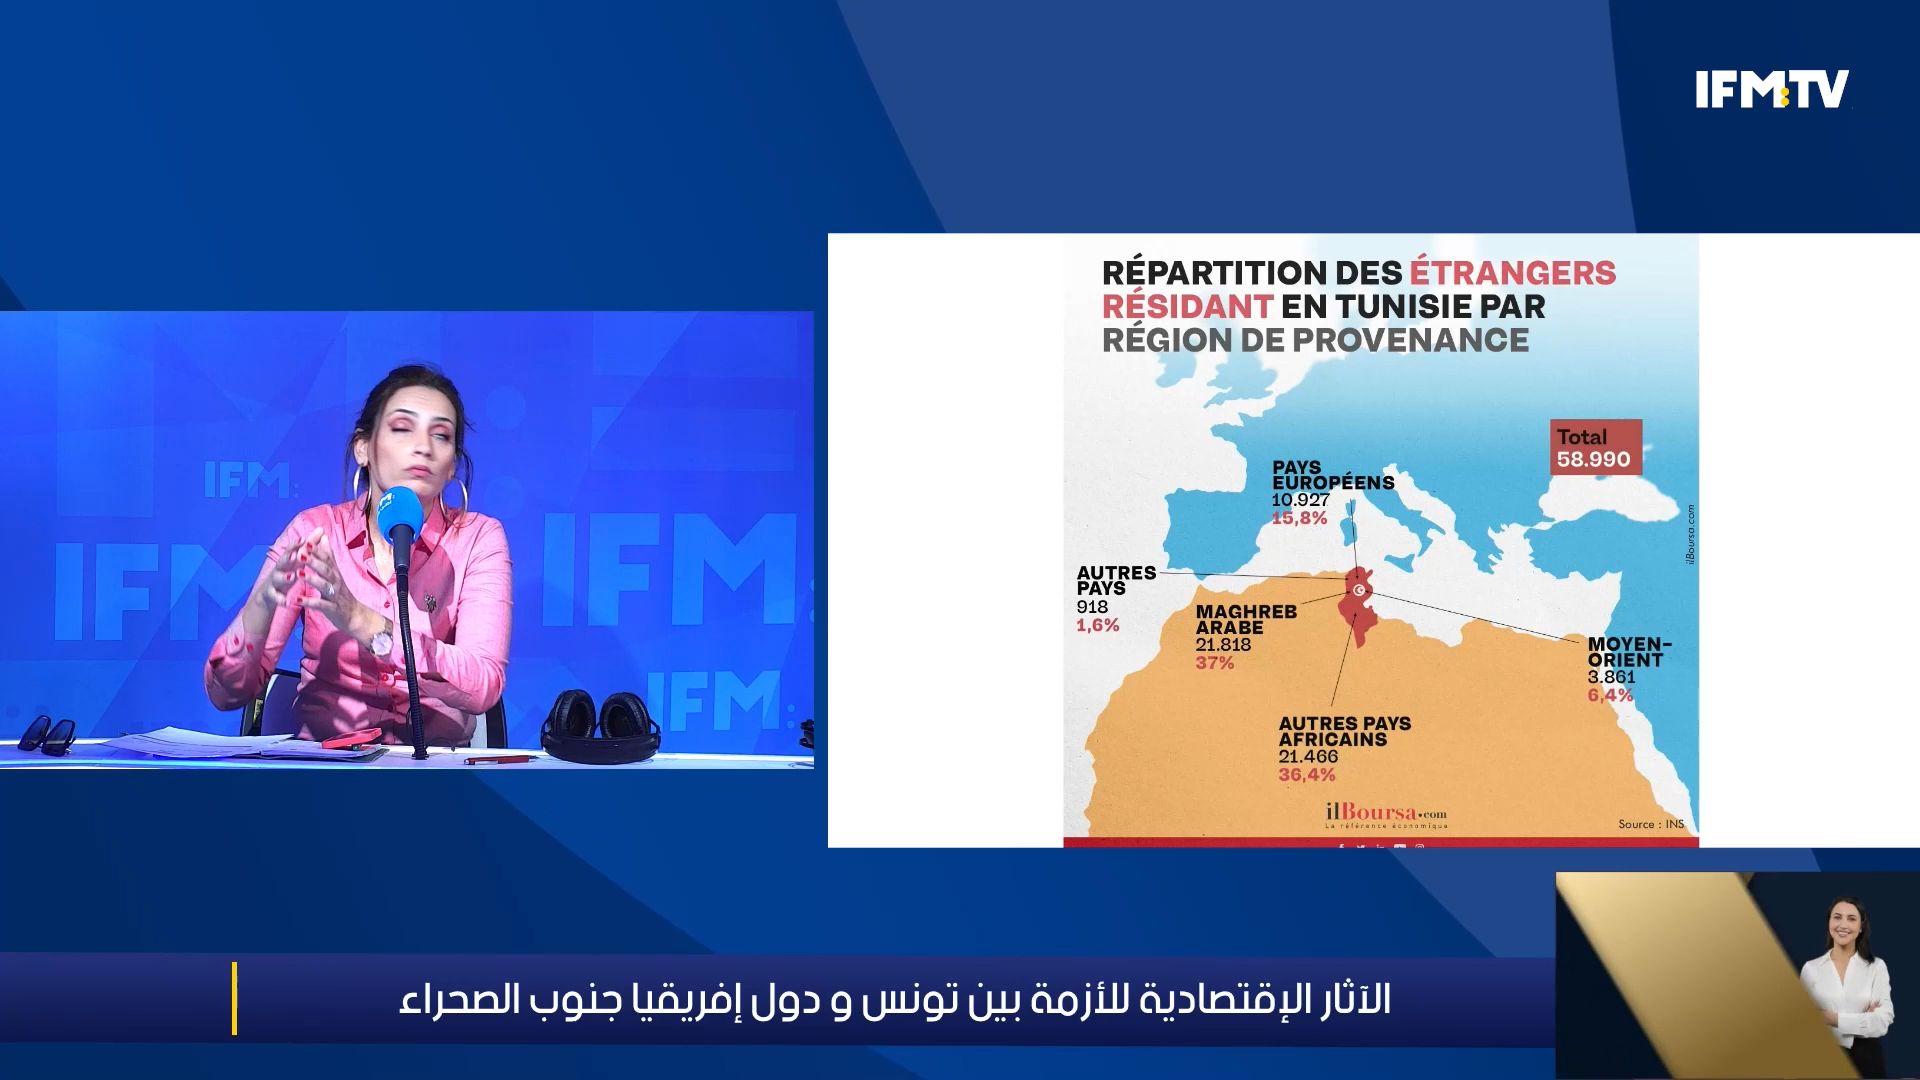 IFM:TV
RÉPARTITION DES ÉTRANGERS
RÉSIDANT EN TUNISIE PAR
RÉGION DE PROVENANCE
Total
58.990
PAYS
EUROPÉENS
10.927
15,8%
ilBoursa.com
AUTRES
PAYS
918
1,6%
MAGHREB
ARABE
21.818
37%
MOYEN-
ORIENT
3.861
6,4%
AUTRES PAYS
AFRICAINS
21.466
36,4%
ilBoursa.com
La référence économique
Source : INS
IFM:
IFM
IFM:
IFM:
الآثار الإقتصادية للأزمة بين تونس و دول إفريقيا جنوب الصحراء